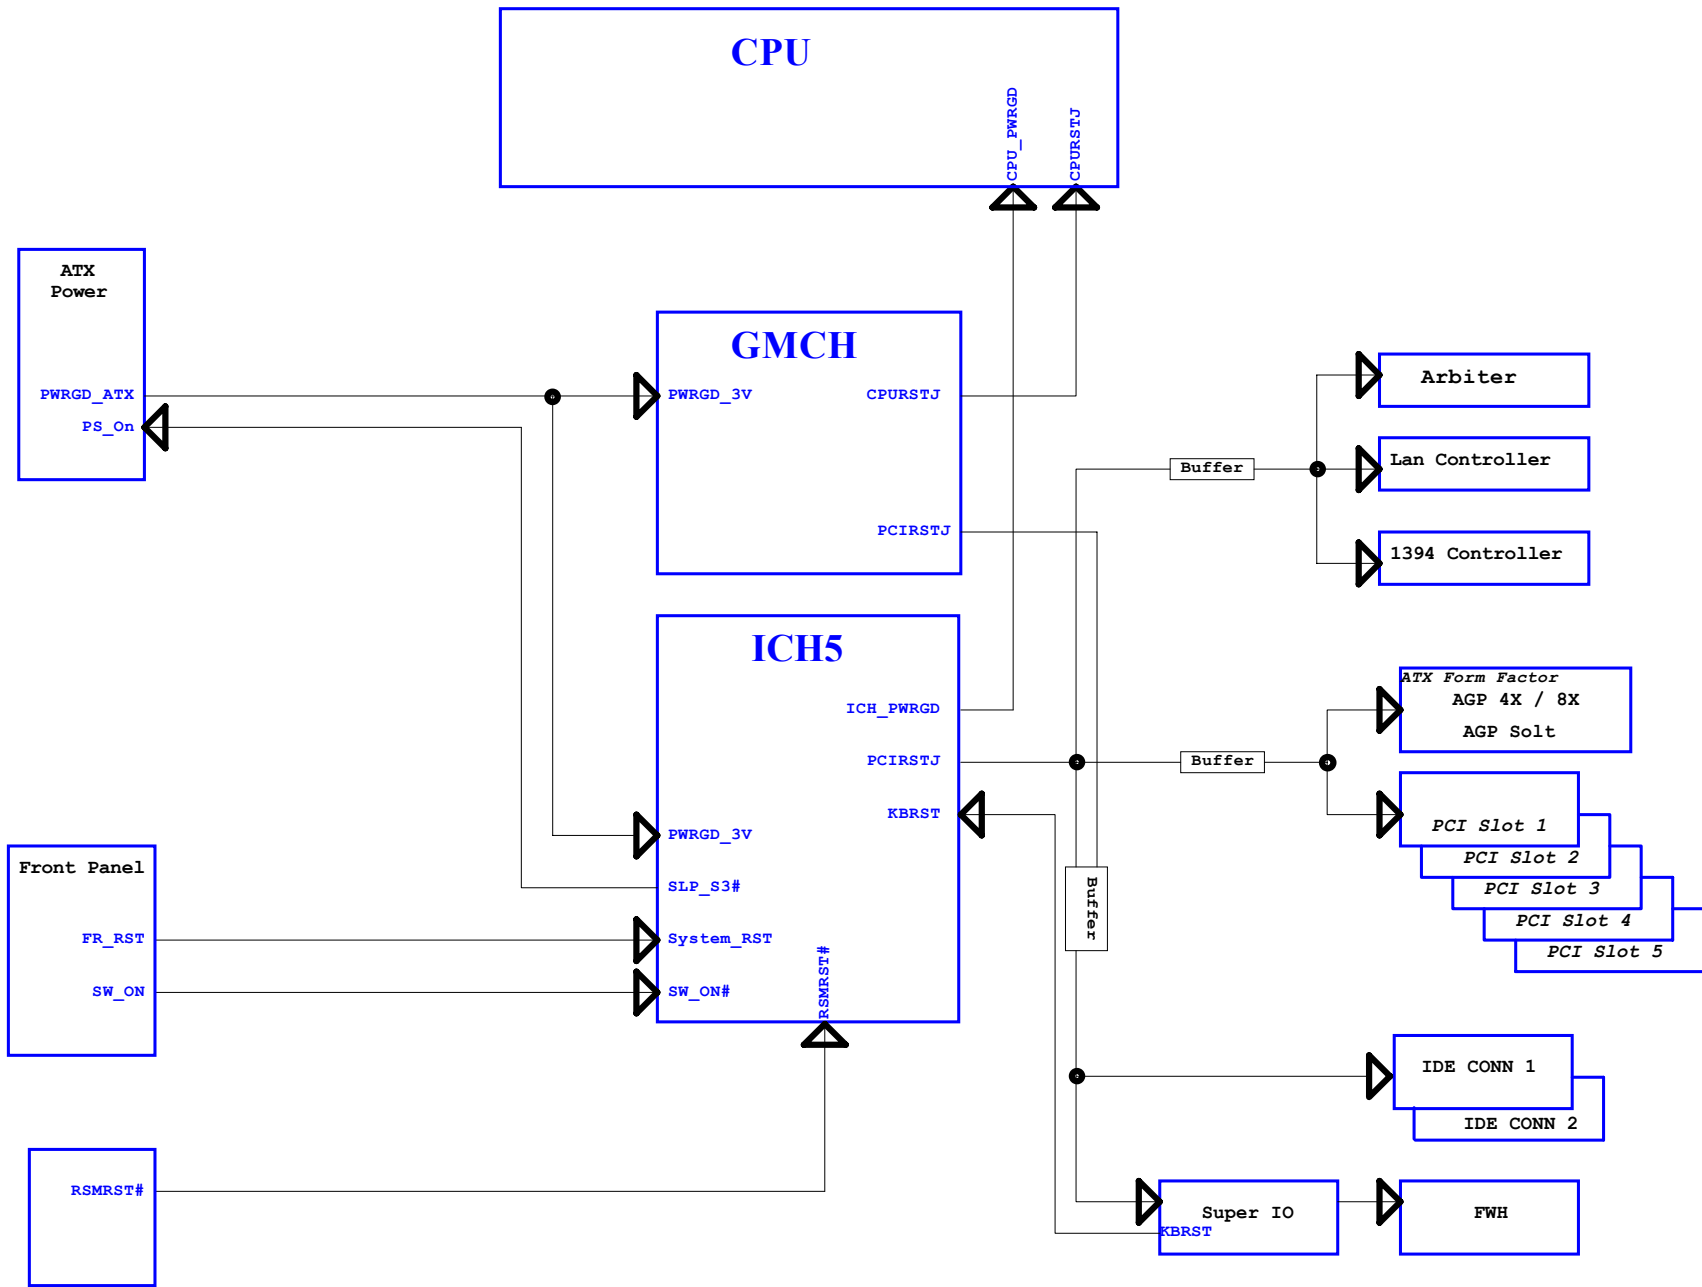 CPU
CPU_PWRGD
CPURSTJ
ATX
Power
PWRGD_ATX
PS_On
GMCH
PWRGD_3V
CPURSTJ
PCIRSTJ
Buffer
Arbiter
Lan Controller
1394 Controller
ICH5
ICH_PWRGD
PCIRSTJ
KBRST
PWRGD_3V
SLP_S3#
System_RST
SW_ON#
RSMRST#
Buffer
Buffer
ATX Form Factor
AGP 4X / 8X
AGP Solt
PCI Slot 1
PCI Slot 2
PCI Slot 3
PCI Slot 4
PCI Slot 5
Front Panel
FR_RST
SW_ON
RSMRST#
IDE CONN 1
IDE CONN 2
Super IO
KBRST
FWH